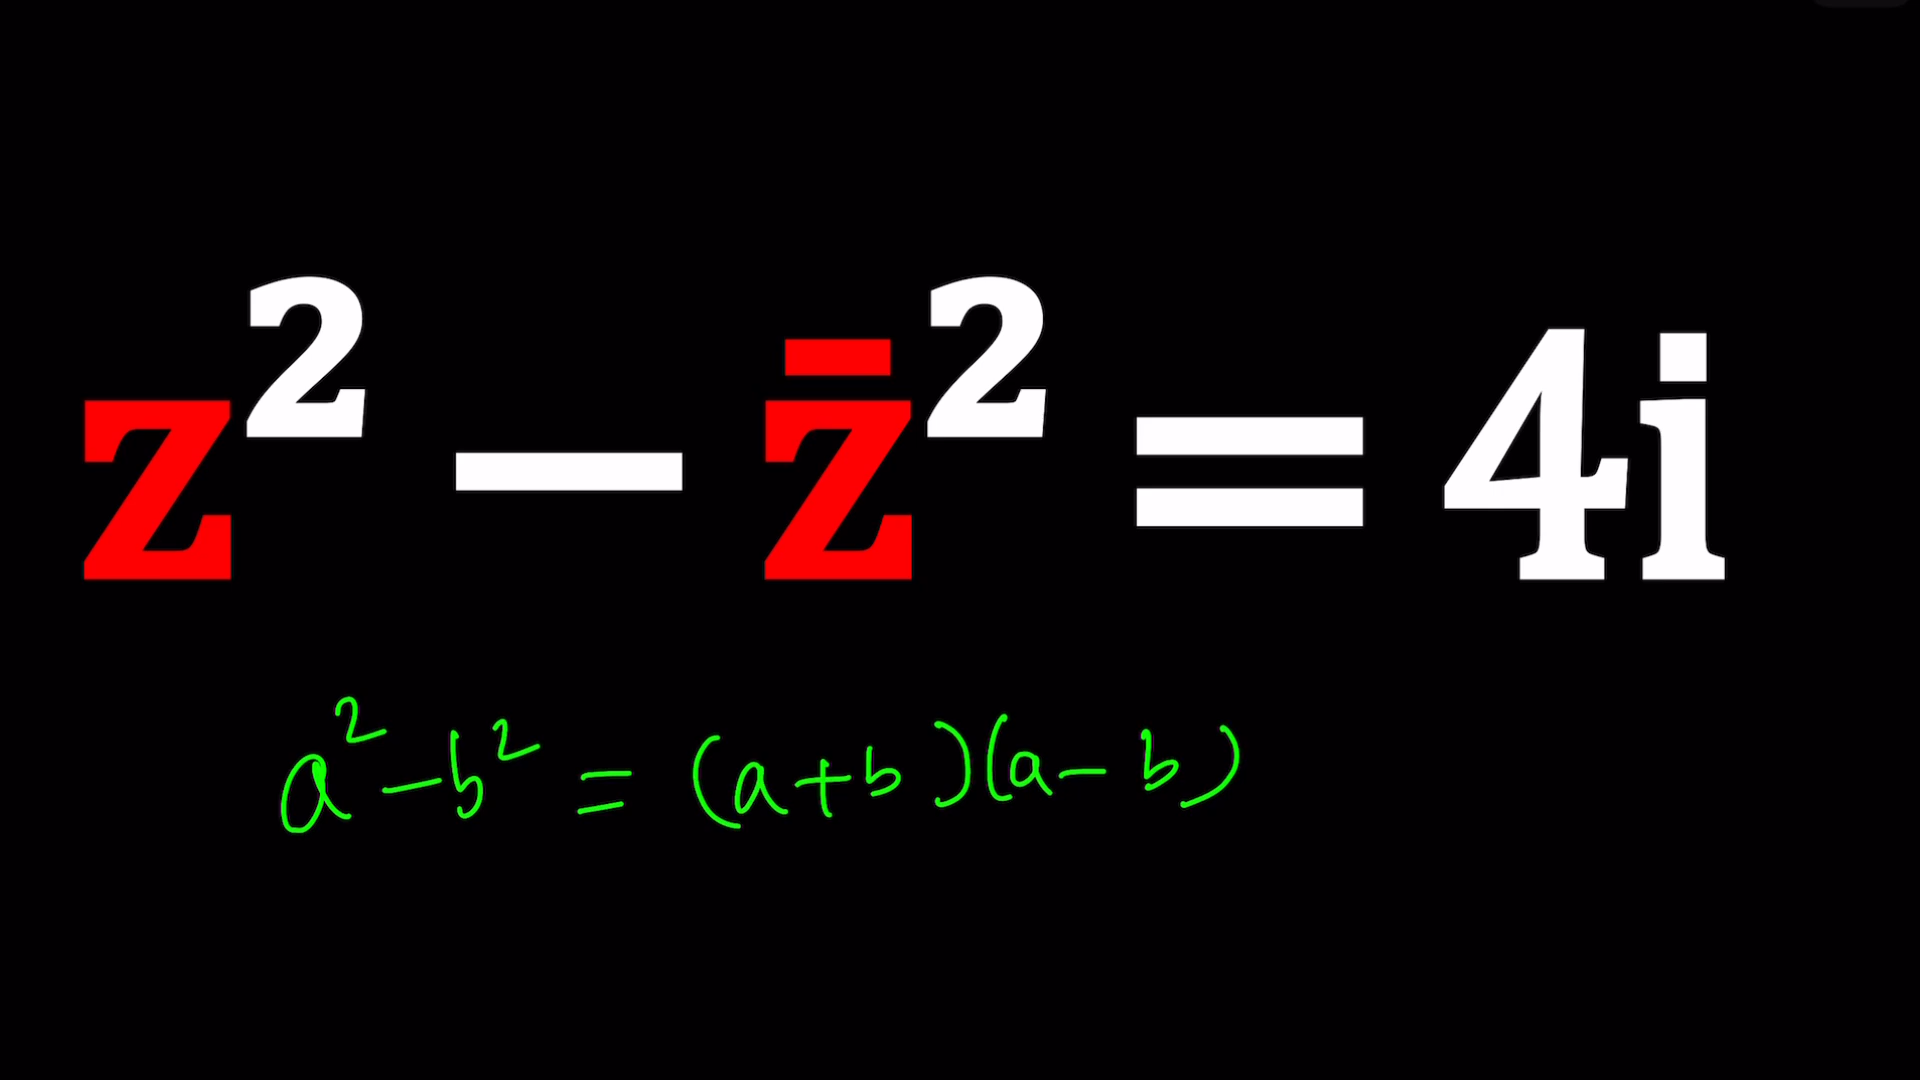 z² − z̄² = 4i
a² − b² = (a+b)(a−b)